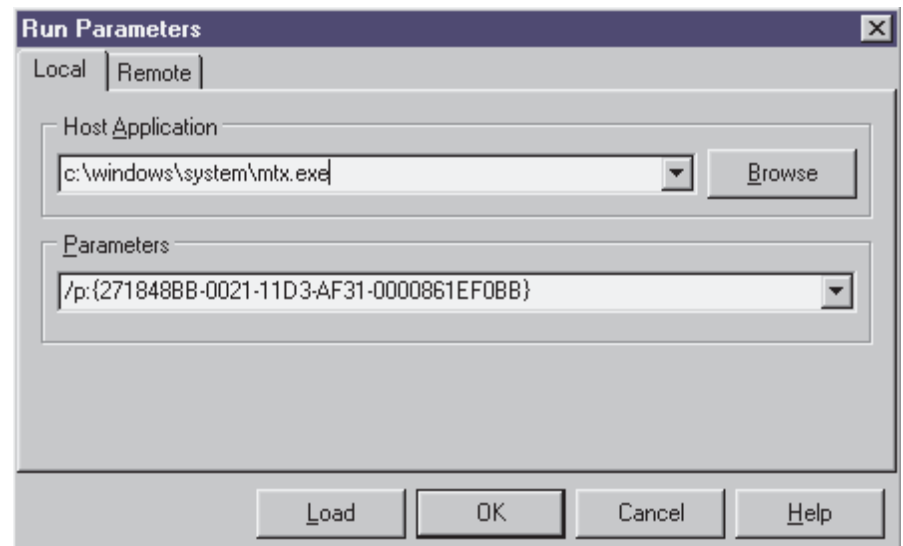 Run Parameters
Local Remote
Host Application
c:\windows\system\mtx.exe Browse
Parameters
/p:{271848BB-0021-11D3-AF31-0000861EF0BB}
Load OK Cancel Help